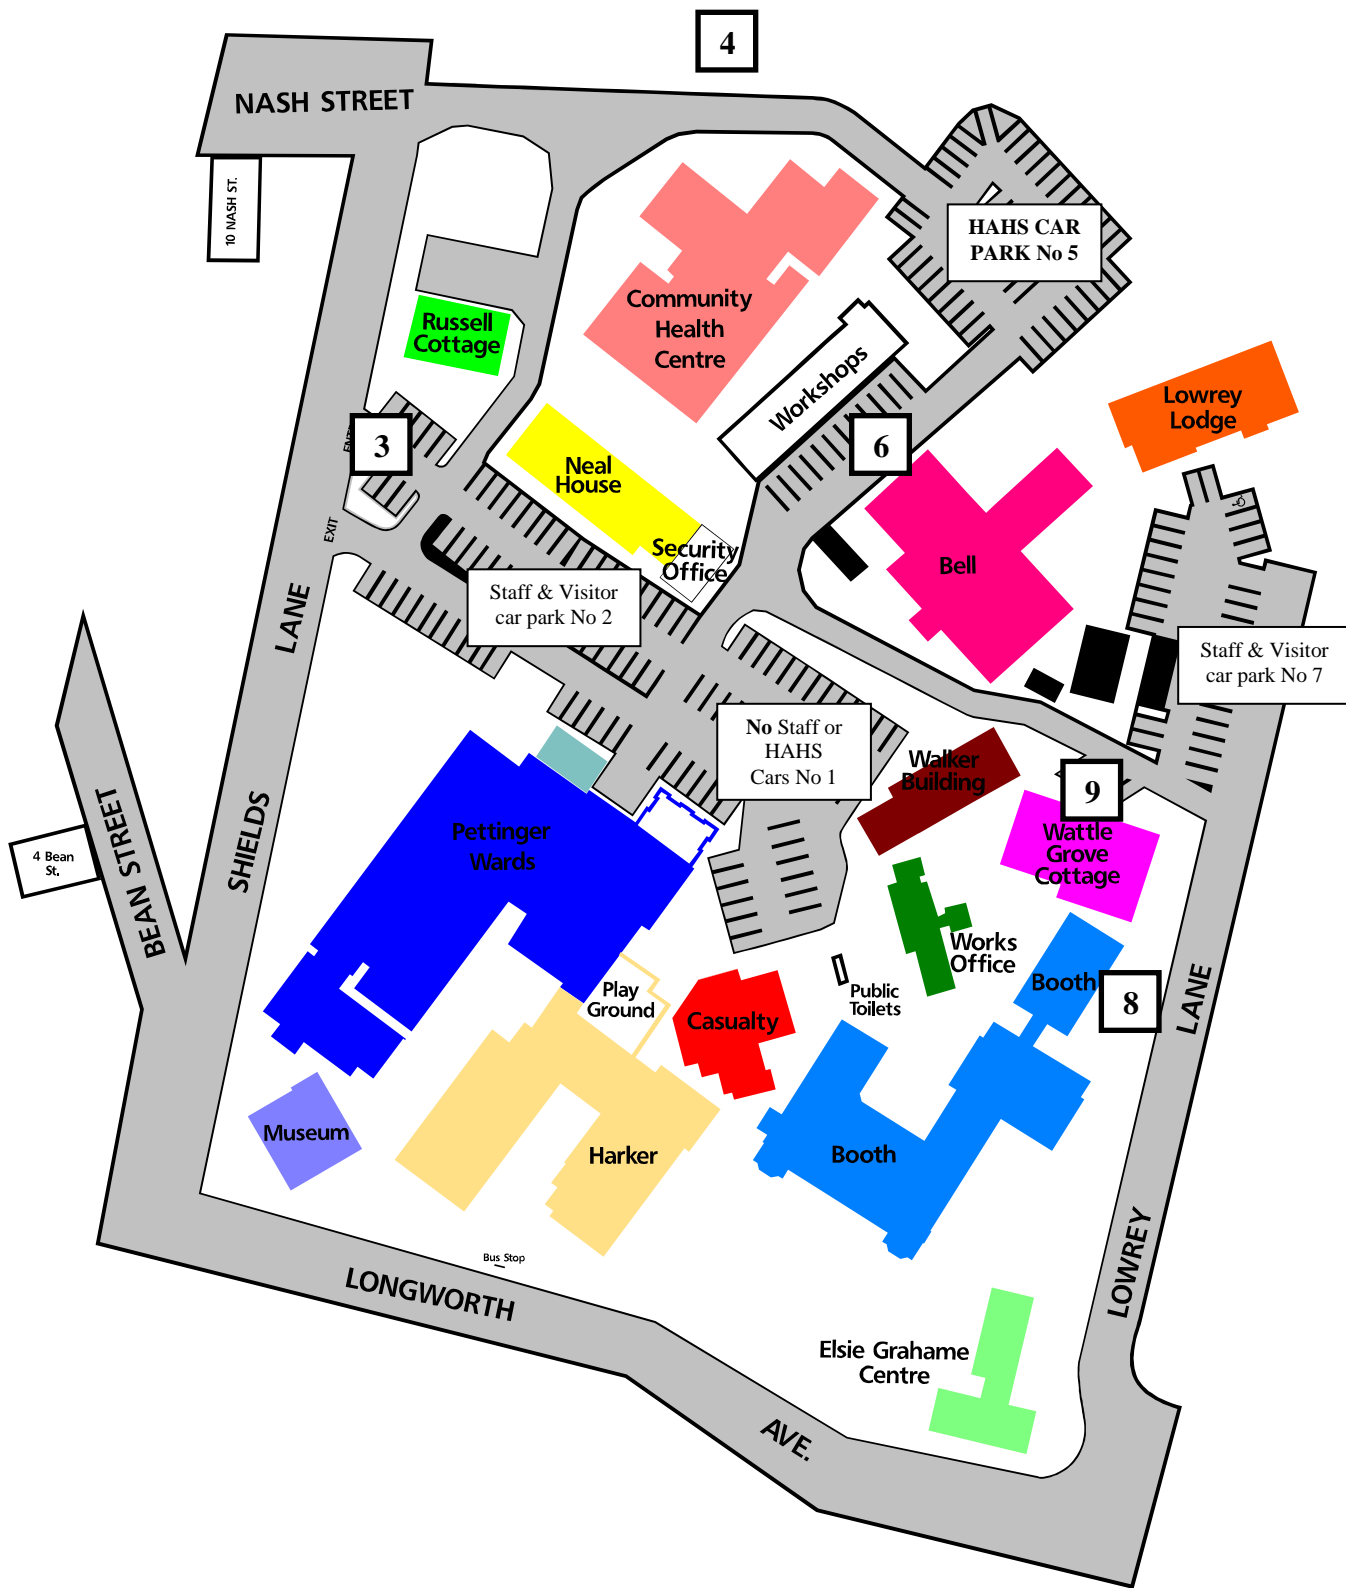 4
NASH STREET
10 NASH ST.
HAHS CAR
PARK No 5
Community
Health
Centre
Russell
Cottage
Workshops
Lowrey
Lodge
3
6
Neal
House
EXIT
Security
Office
Bell
Staff & Visitor
car park No 2
LANE
Staff & Visitor
car park No 7
No Staff or
HAHS
Cars No 1
Walker
Building
9
SHIELDS
BEAN STREET
4 Bean
St.
Pettinger
Wards
Wattle
Grove
Cottage
Works
Office
Booth
8
LANE
Play
Ground
Public
Toilets
Casualty
Museum
Harker
Booth
LOWREY
Bus Stop
LONGWORTH
Elsie Grahame
Centre
AVE.